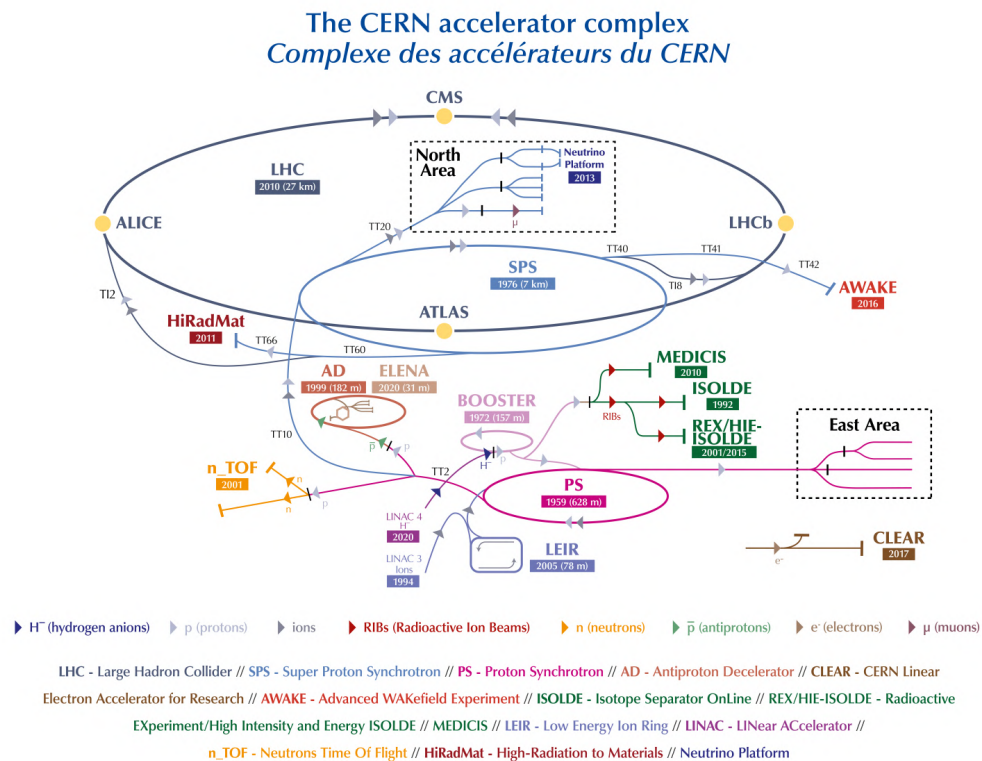 The CERN accelerator complex
Complexe des accélérateurs du CERN
CMS
North
Area
Neutrino
Platform
2013
LHC
2010 (27 km)
μ
ALICE
LHCb
TT20
TT40
TT41
TT42
SPS
1976 (7 km)
TI2
TI8
AWAKE
2016
ATLAS
HiRadMat
2011
TT66
TT60
AD
1999 (182 m)
ELENA
2020 (31 m)
MEDICIS
2010
ISOLDE
1992
RIBs
REX/HIE-
ISOLDE
2001/2015
BOOSTER
1972 (157 m)
East Area
TT10
p̅
p
H⁻
p
n_TOF
2001
n
n
p
TT2
PS
1959 (628 m)
LINAC 4
H⁻
2020
LINAC 3
Ions
1994
LEIR
2005 (78 m)
CLEAR
2017
e⁻
H⁻ (hydrogen anions)
p (protons)
ions
RIBs (Radioactive Ion Beams)
n (neutrons)
p̅ (antiprotons)
e⁻ (electrons)
μ (muons)
LHC - Large Hadron Collider // SPS - Super Proton Synchrotron // PS - Proton Synchrotron // AD - Antiproton Decelerator // CLEAR - CERN Linear
Electron Accelerator for Research // AWAKE - Advanced WAKefield Experiment // ISOLDE - Isotope Separator OnLine // REX/HIE-ISOLDE - Radioactive
EXperiment/High Intensity and Energy ISOLDE // MEDICIS // LEIR - Low Energy Ion Ring // LINAC - LINear ACcelerator //
n_TOF - Neutrons Time Of Flight // HiRadMat - High-Radiation to Materials // Neutrino Platform